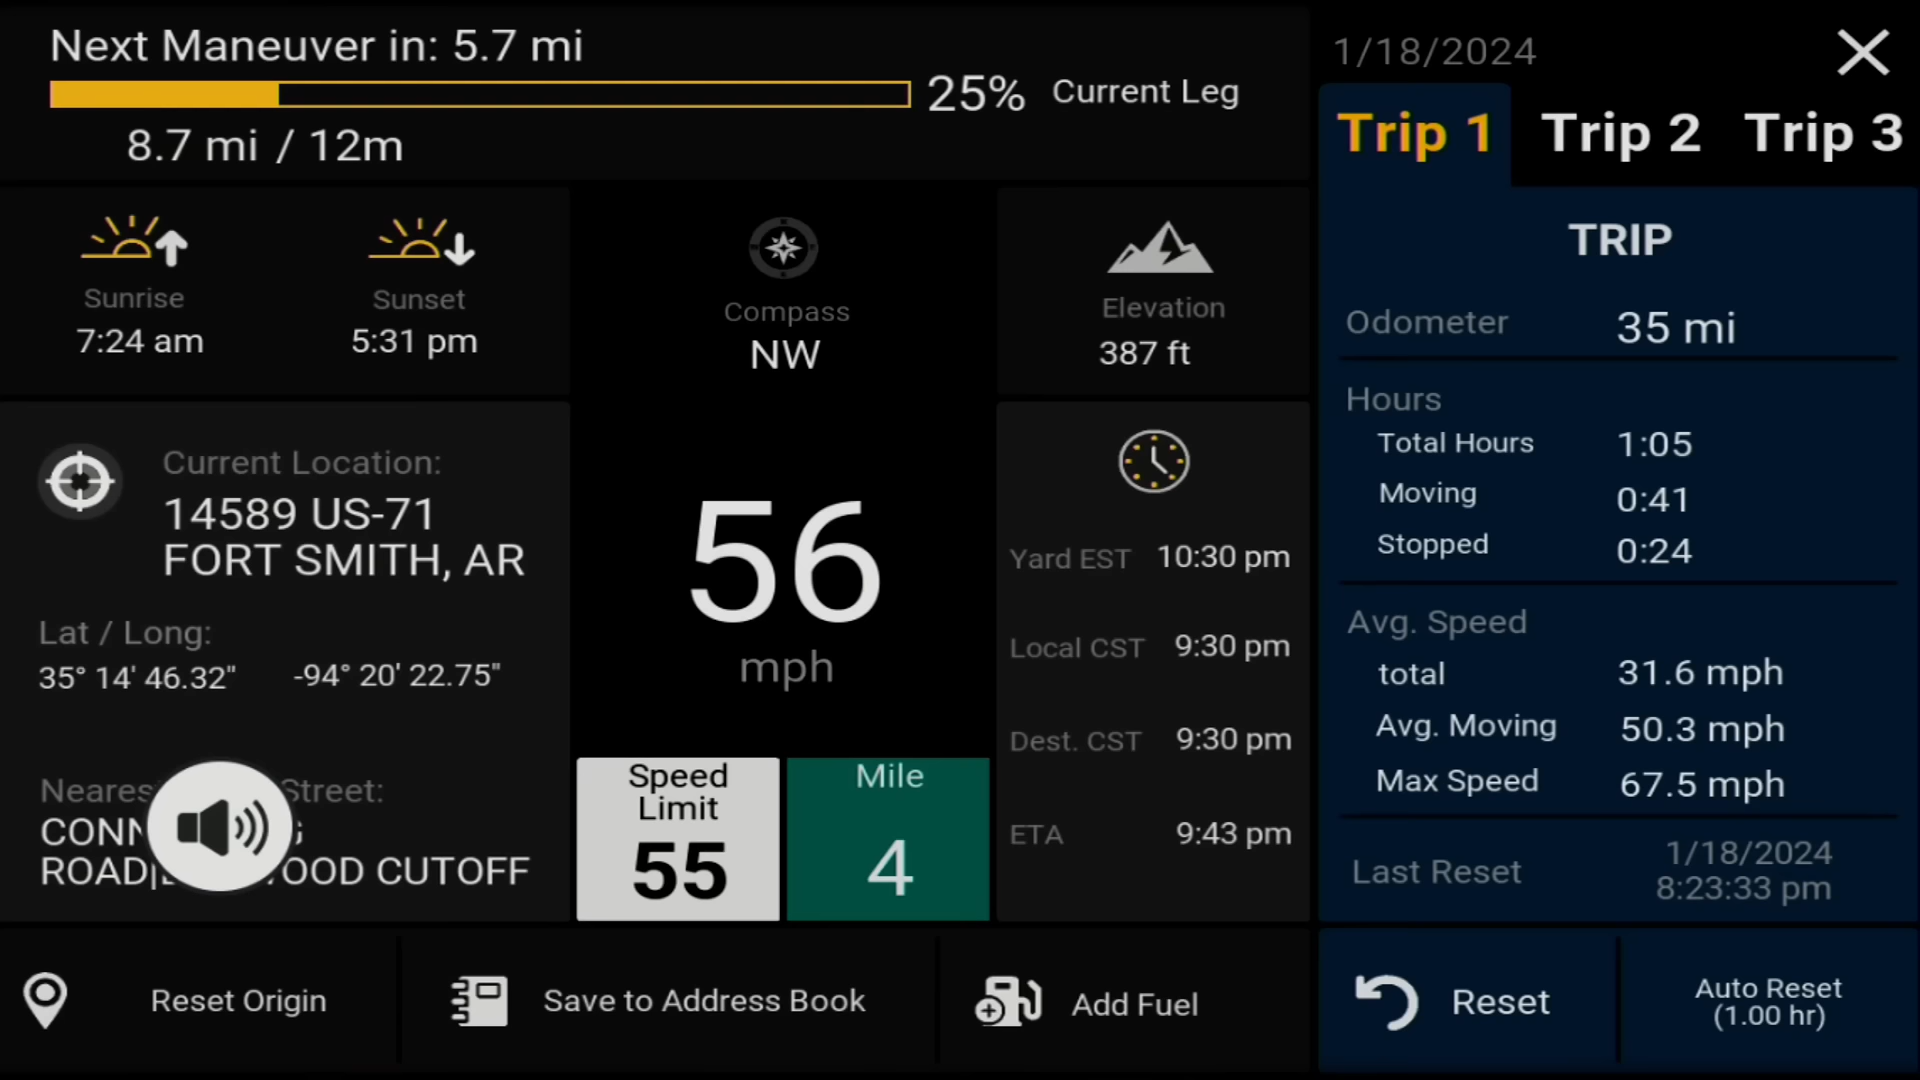 Next Maneuver in: 5.7 mi
25% Current Leg
8.7 mi / 12m
Sunrise
7:24 am
Sunset
5:31 pm
Compass
NW
Elevation
387 ft
Current Location:
14589 US-71
FORT SMITH, AR
Lat / Long:
35° 14' 46.32" -94° 20' 22.75"
Street:
ROAD
CUTOFF
56
mph
Speed
Limit
55
Mile
4
Yard EST 10:30 pm
Local CST 9:30 pm
Dest. CST 9:30 pm
ETA 9:43 pm
Reset Origin
Save to Address Book
Add Fuel
1/18/2024
Trip 1 Trip 2 Trip 3
TRIP
Odometer 35 mi
Hours
Total Hours 1:05
Moving 0:41
Stopped 0:24
Avg. Speed
total 31.6 mph
Avg. Moving 50.3 mph
Max Speed 67.5 mph
Last Reset 1/18/2024
8:23:33 pm
Reset
Auto Reset
(1.00 hr)